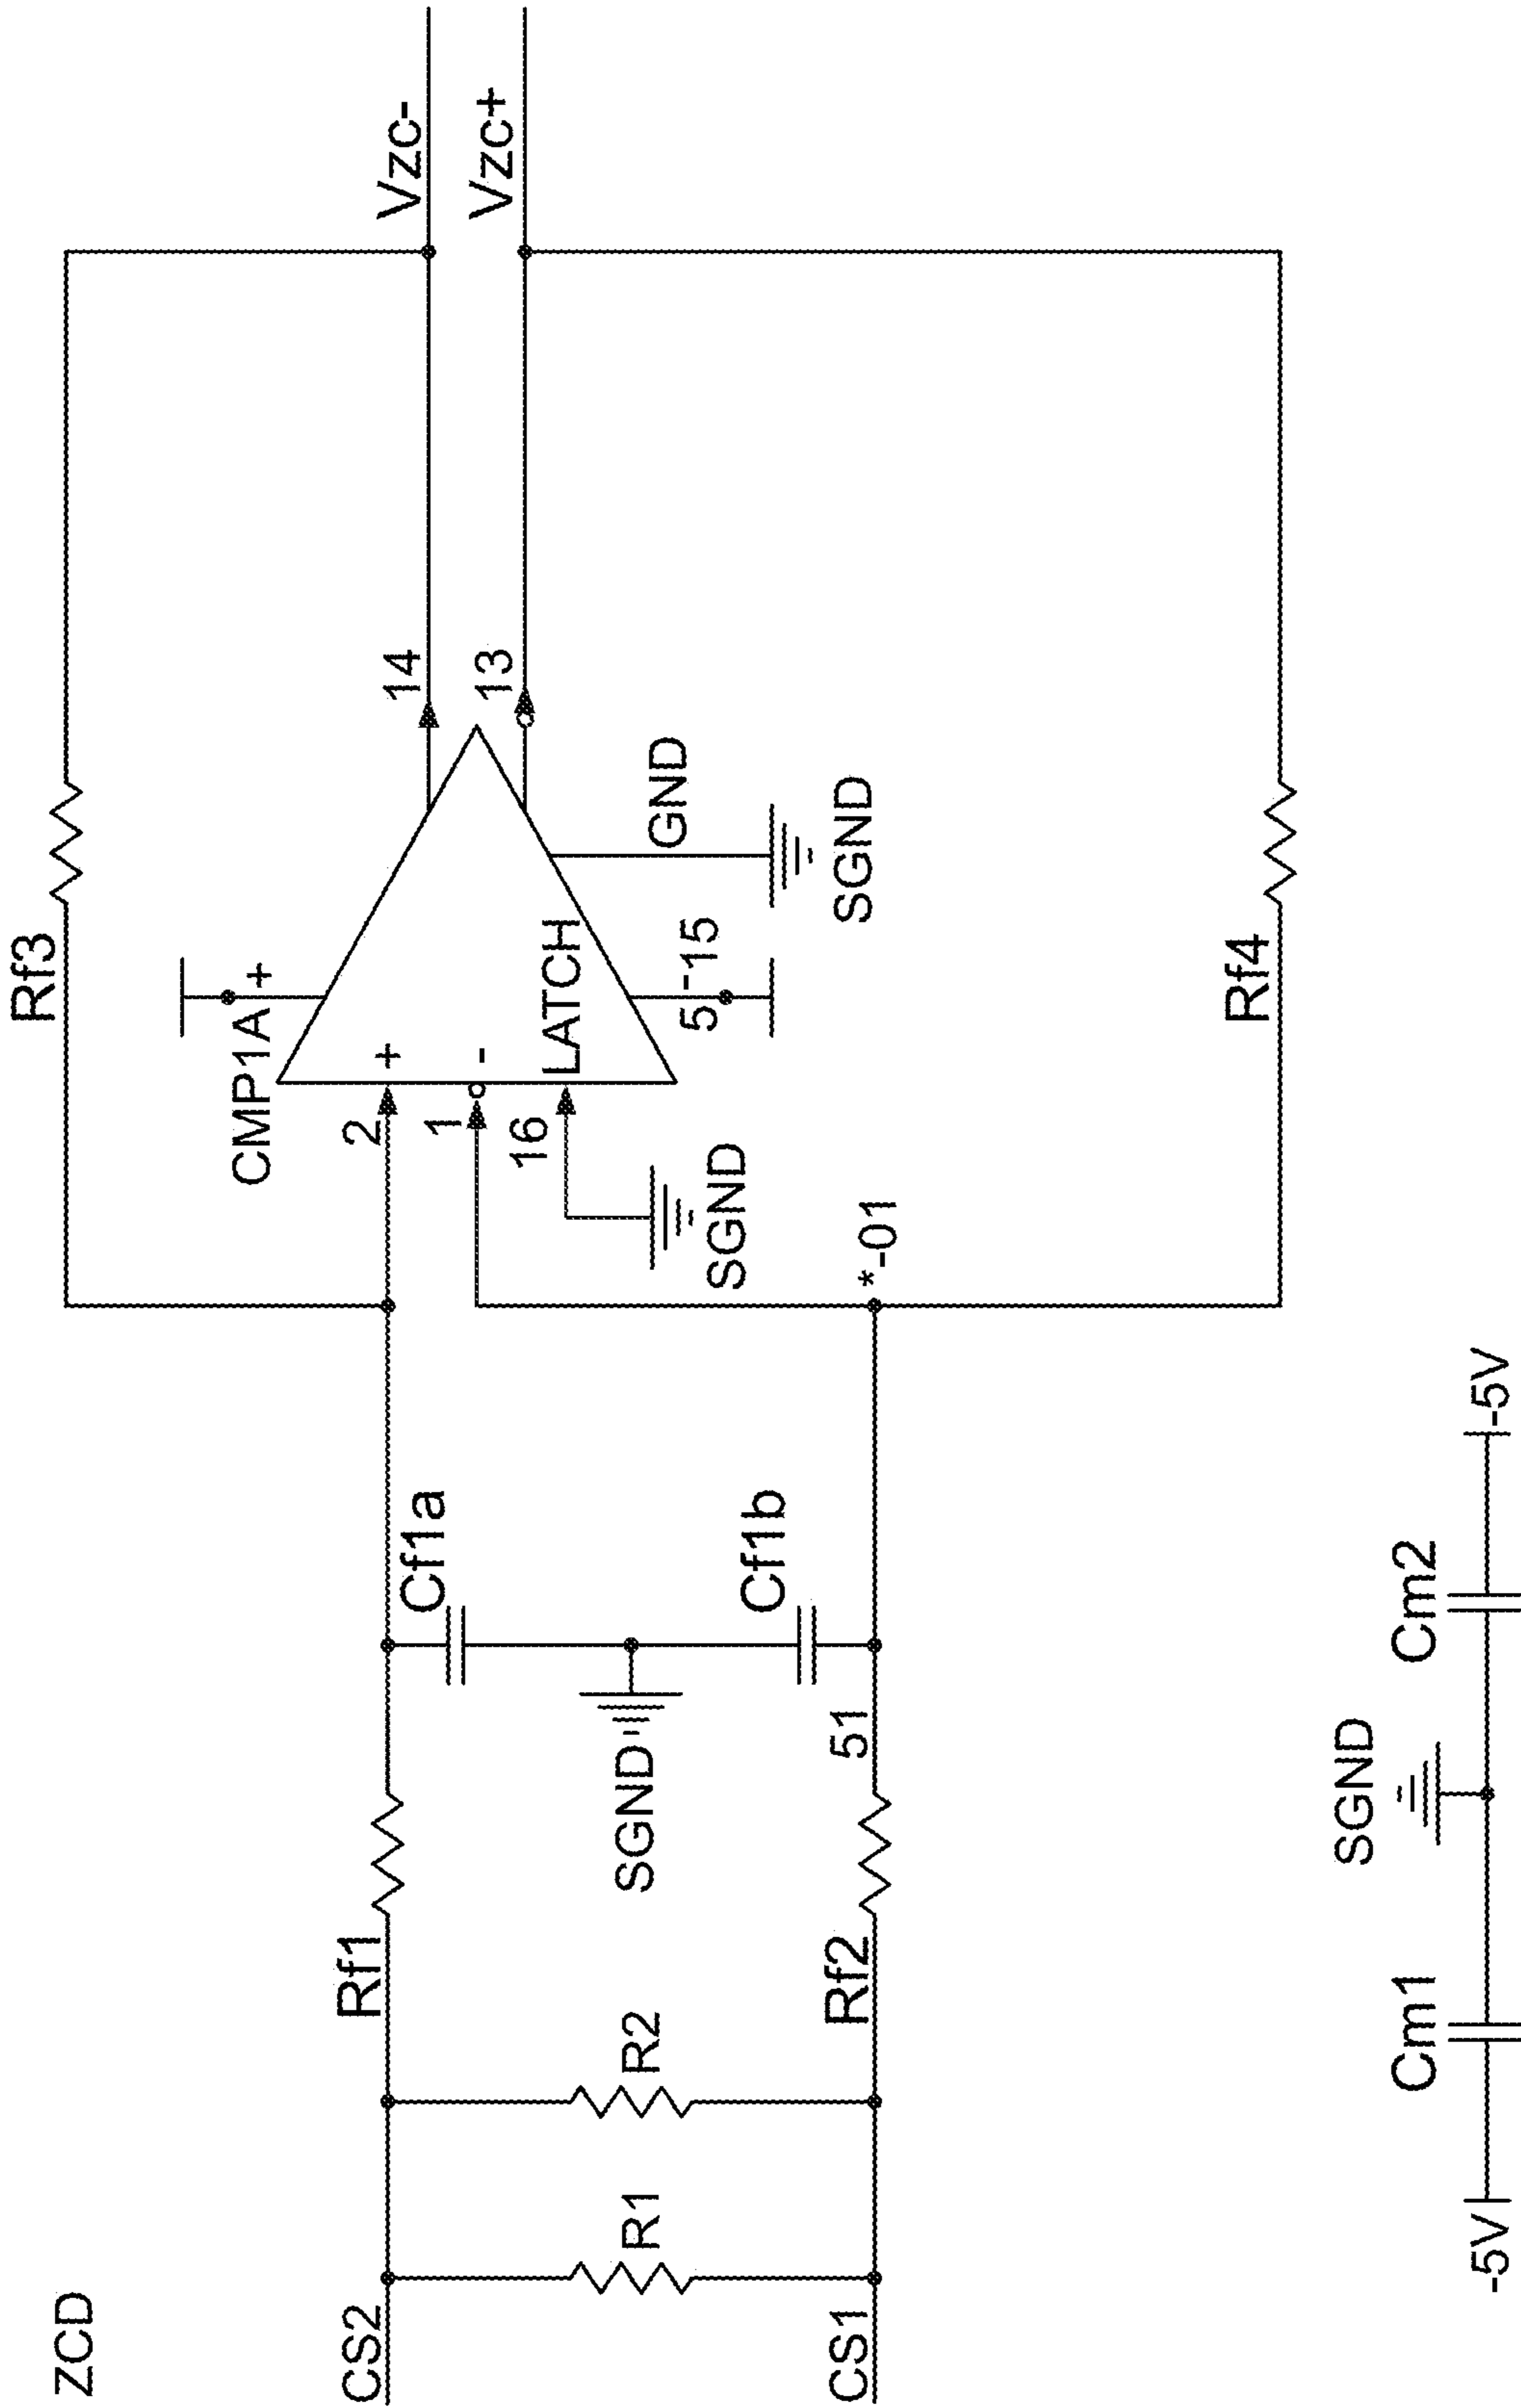 ZCD
Rf3
Vzc-
Vzc+
CMP1A
+
14
13
2
+
1
-
16
LATCH
GND
5
-15
SGND
SGND
CS2
Rf1
Cf1a
R1
R2
SGND
Cf1b
CS1
Rf2
51
*-01
Rf4
SGND
-5V
Cm1
Cm2
-5V